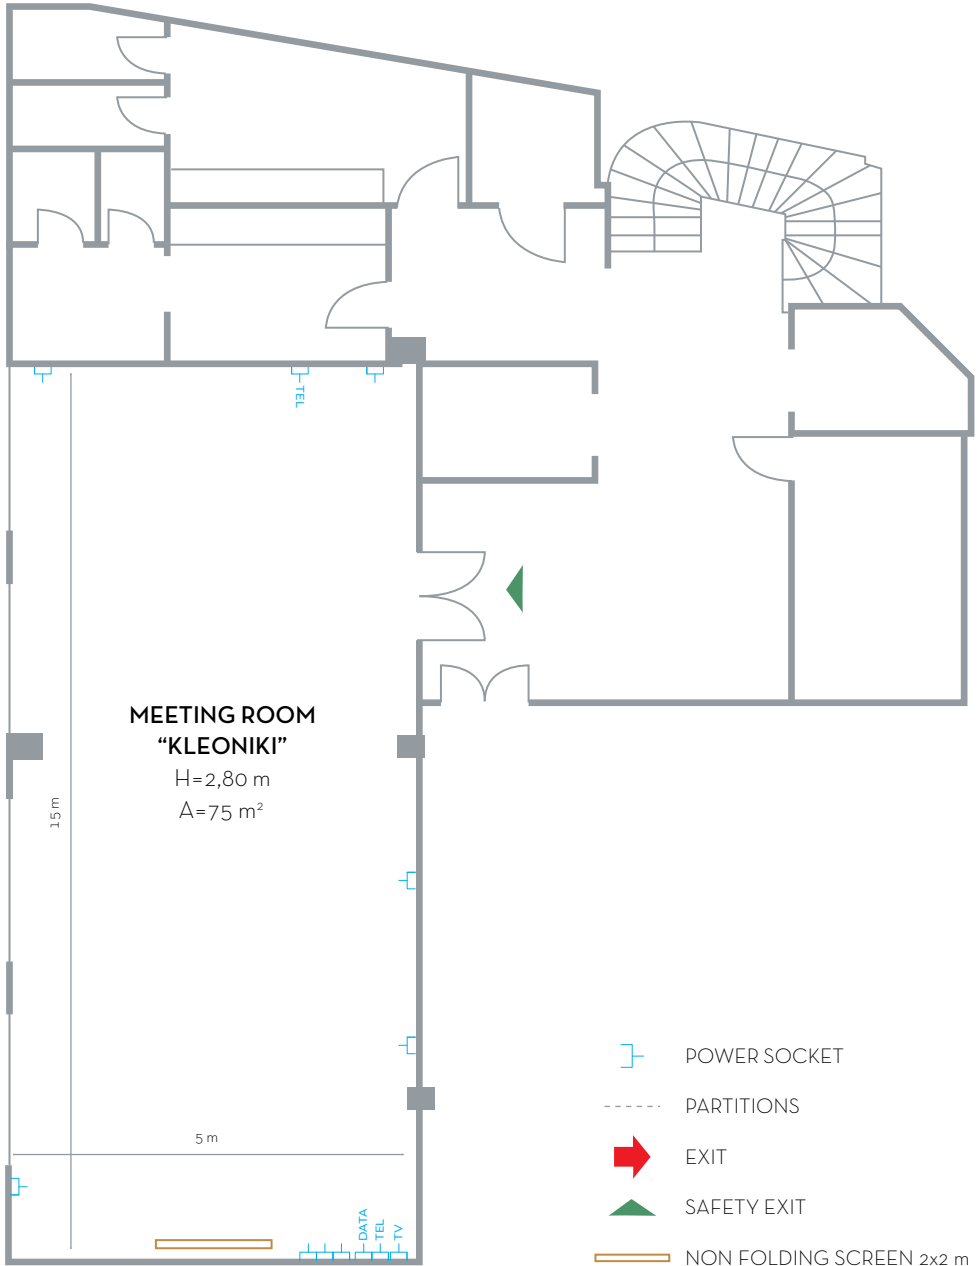 TEL
MEETING ROOM
“KLEONIKI”
H=2,80 m
A=75 m²
15 m
5 m
DATA
TEL
TV
POWER SOCKET
PARTITIONS
EXIT
SAFETY EXIT
NON FOLDING SCREEN 2x2 m